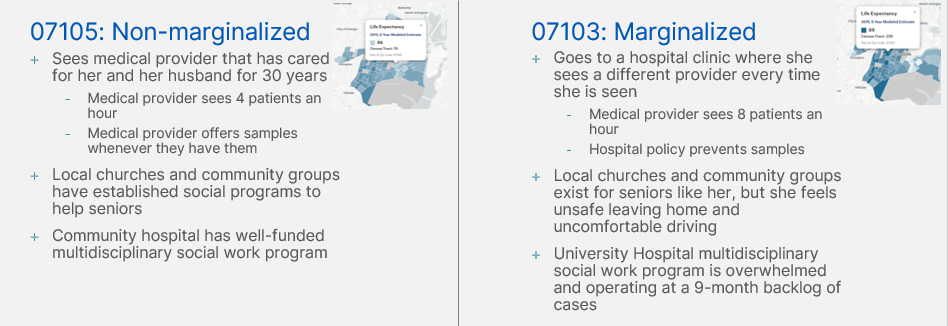 07105: Non-marginalized
+ Sees medical provider that has cared
for her and her husband for 30 years
- Medical provider sees 4 patients an
hour
- Medical provider offers samples
whenever they have them
+ Local churches and community groups
have established social programs to
help seniors
+ Community hospital has well-funded
multidisciplinary social work program
Life Expectancy
07103: Marginalized
+ Goes to a hospital clinic where she
sees a different provider every time
she is seen
- Medical provider sees 8 patients an
hour
- Hospital policy prevents samples
+ Local churches and community groups
exist for seniors like her, but she feels
unsafe leaving home and
uncomfortable driving
+ University Hospital multidisciplinary
social work program is overwhelmed
and operating at a 9-month backlog of
cases
Life Expectancy